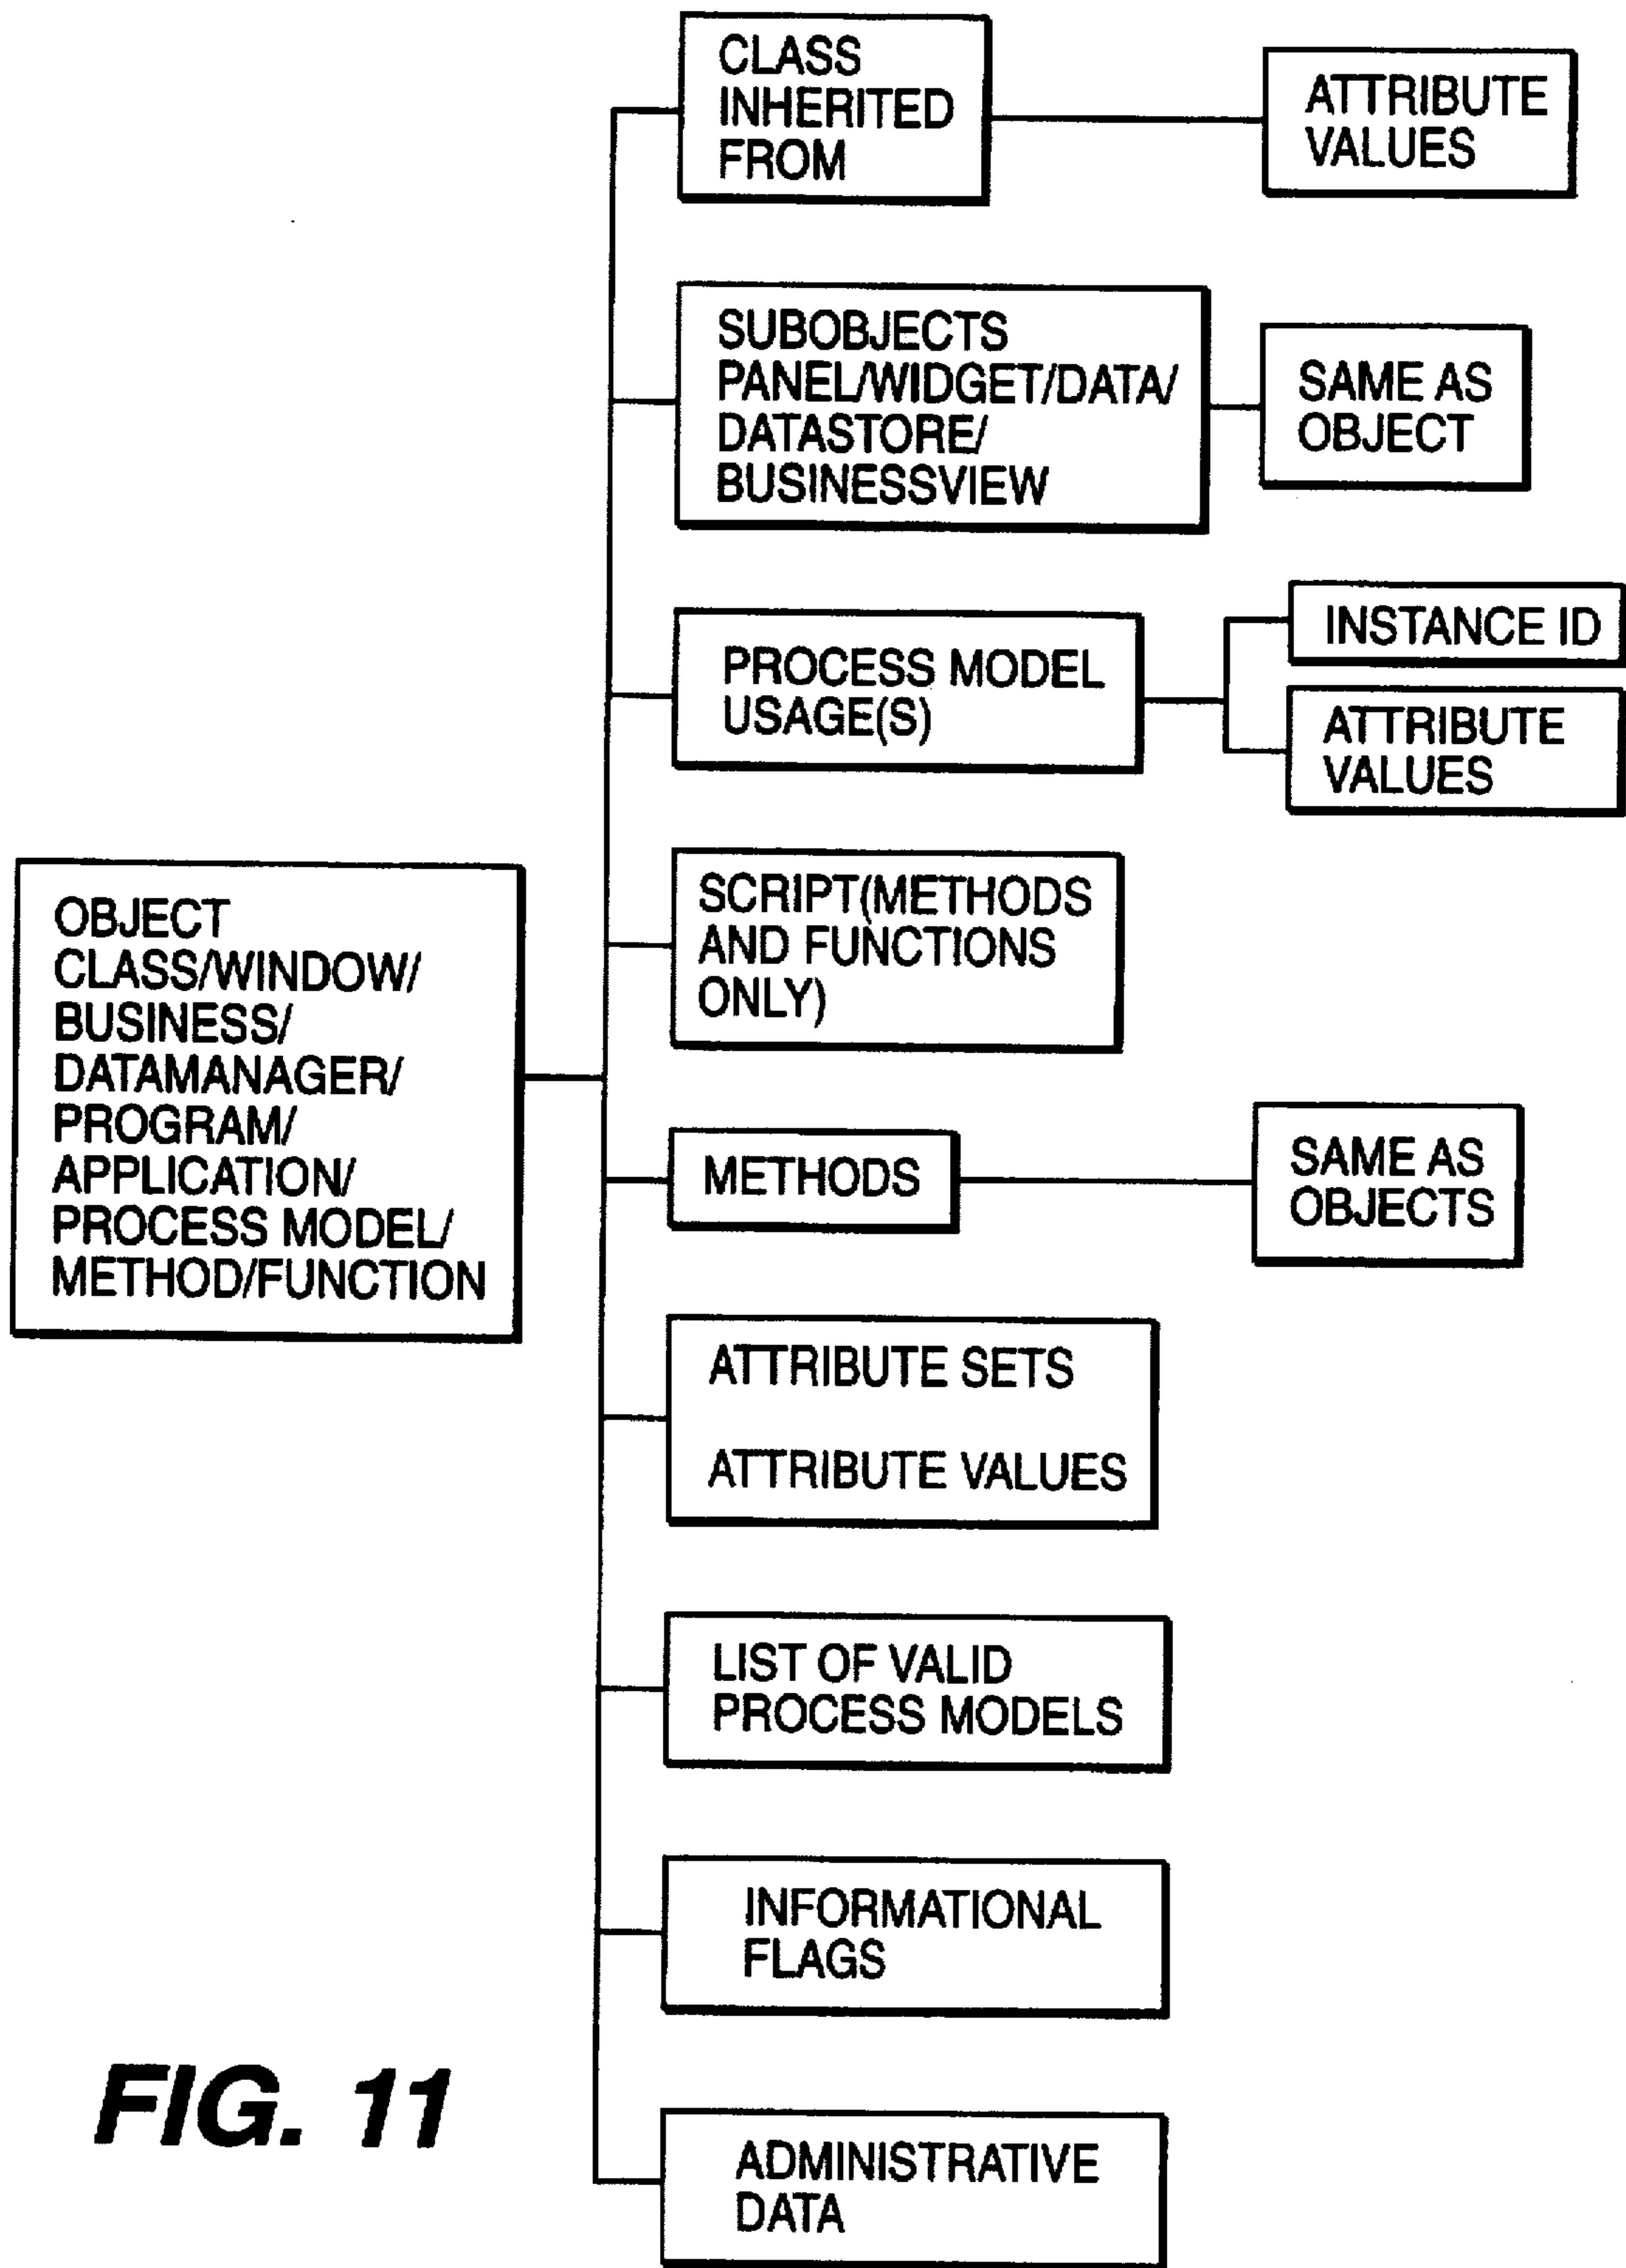 CLASS
INHERITED
FROM
ATTRIBUTE
VALUES
SUBOBJECTS
PANEL/WIDGET/DATA/
DATASTORE/
BUSINESSVIEW
SAME AS
OBJECT
PROCESS MODEL
USAGE(S)
INSTANCE ID
ATTRIBUTE
VALUES
OBJECT
CLASS/WINDOW/
BUSINESS/
DATAMANAGER/
PROGRAM/
APPLICATION/
PROCESS MODEL/
METHOD/FUNCTION
SCRIPT(METHODS
AND FUNCTIONS
ONLY)
METHODS
SAME AS
OBJECTS
ATTRIBUTE SETS
ATTRIBUTE VALUES
LIST OF VALID
PROCESS MODELS
INFORMATIONAL
FLAGS
ADMINISTRATIVE
DATA
FIG. 11